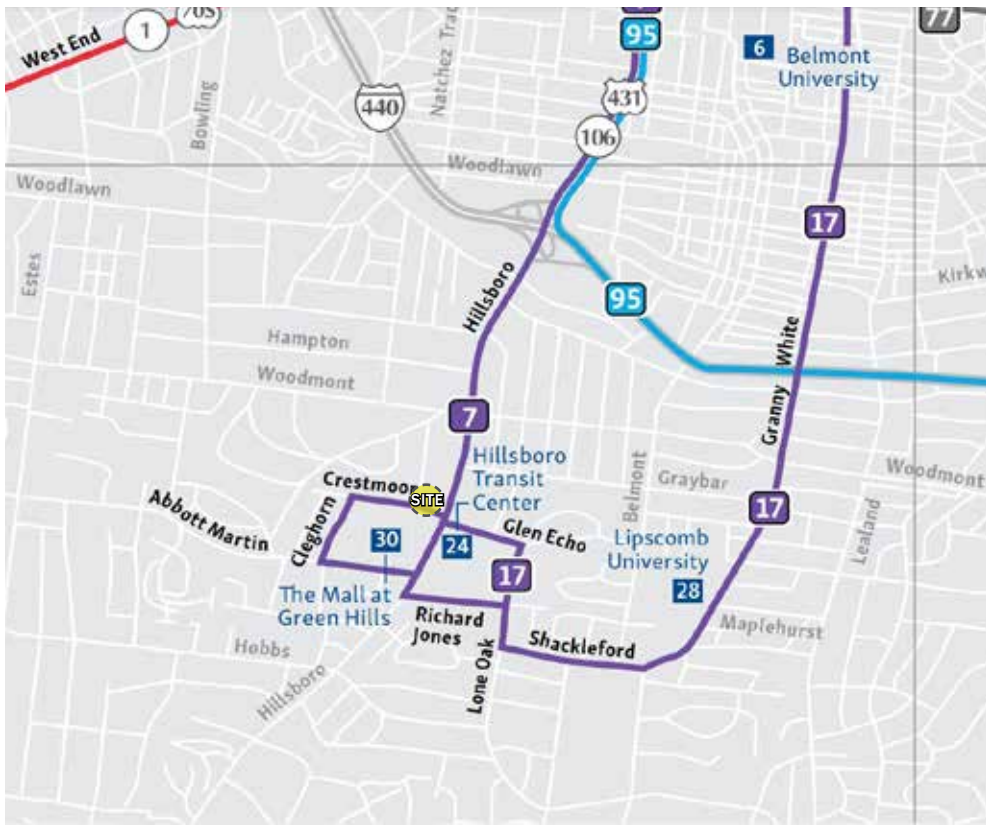 West End
1
70S
95
77
6
Belmont
University
Natchez Trac
440
431
106
Bowling
Woodlawn
Woodlawn
17
Estes
Hillsboro
95
Kirkw
Hampton
Woodmont
Granny White
7
Hillsboro
Transit
Center
Woodmont
Graybar
Belmont
Crestmoor
SITE
Abbott Martin
Cleghorn
30
24
Glen Echo
17
Lealand
Lipscomb
University
28
17
The Mall at
Green Hills
Richard
Jones
Maplehurst
Hobbs
Lone Oak
Shackleford
Hillsboro